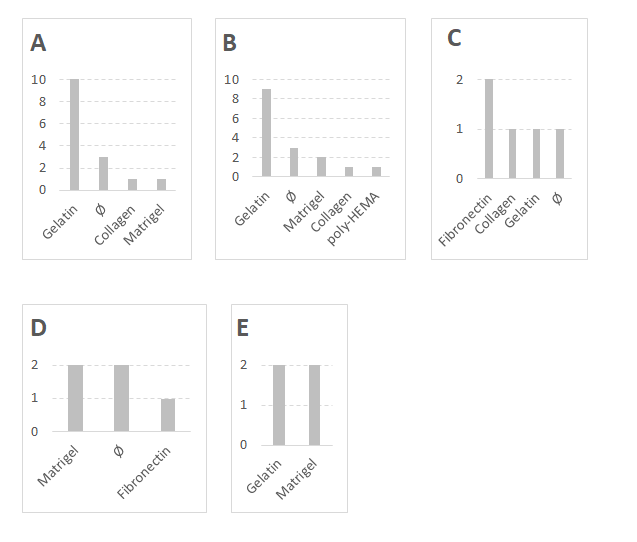 A
10
8
6
4
2
0
Gelatin
Ø
Collagen
Matrigel
B
10
8
6
4
2
0
Gelatin
Ø
Matrigel
Collagen
poly-HEMA
C
2
1
0
Fibronectin
Collagen
Gelatin
Ø
D
2
1
0
Matrigel
Ø
Fibronectin
E
2
1
0
Gelatin
Matrigel